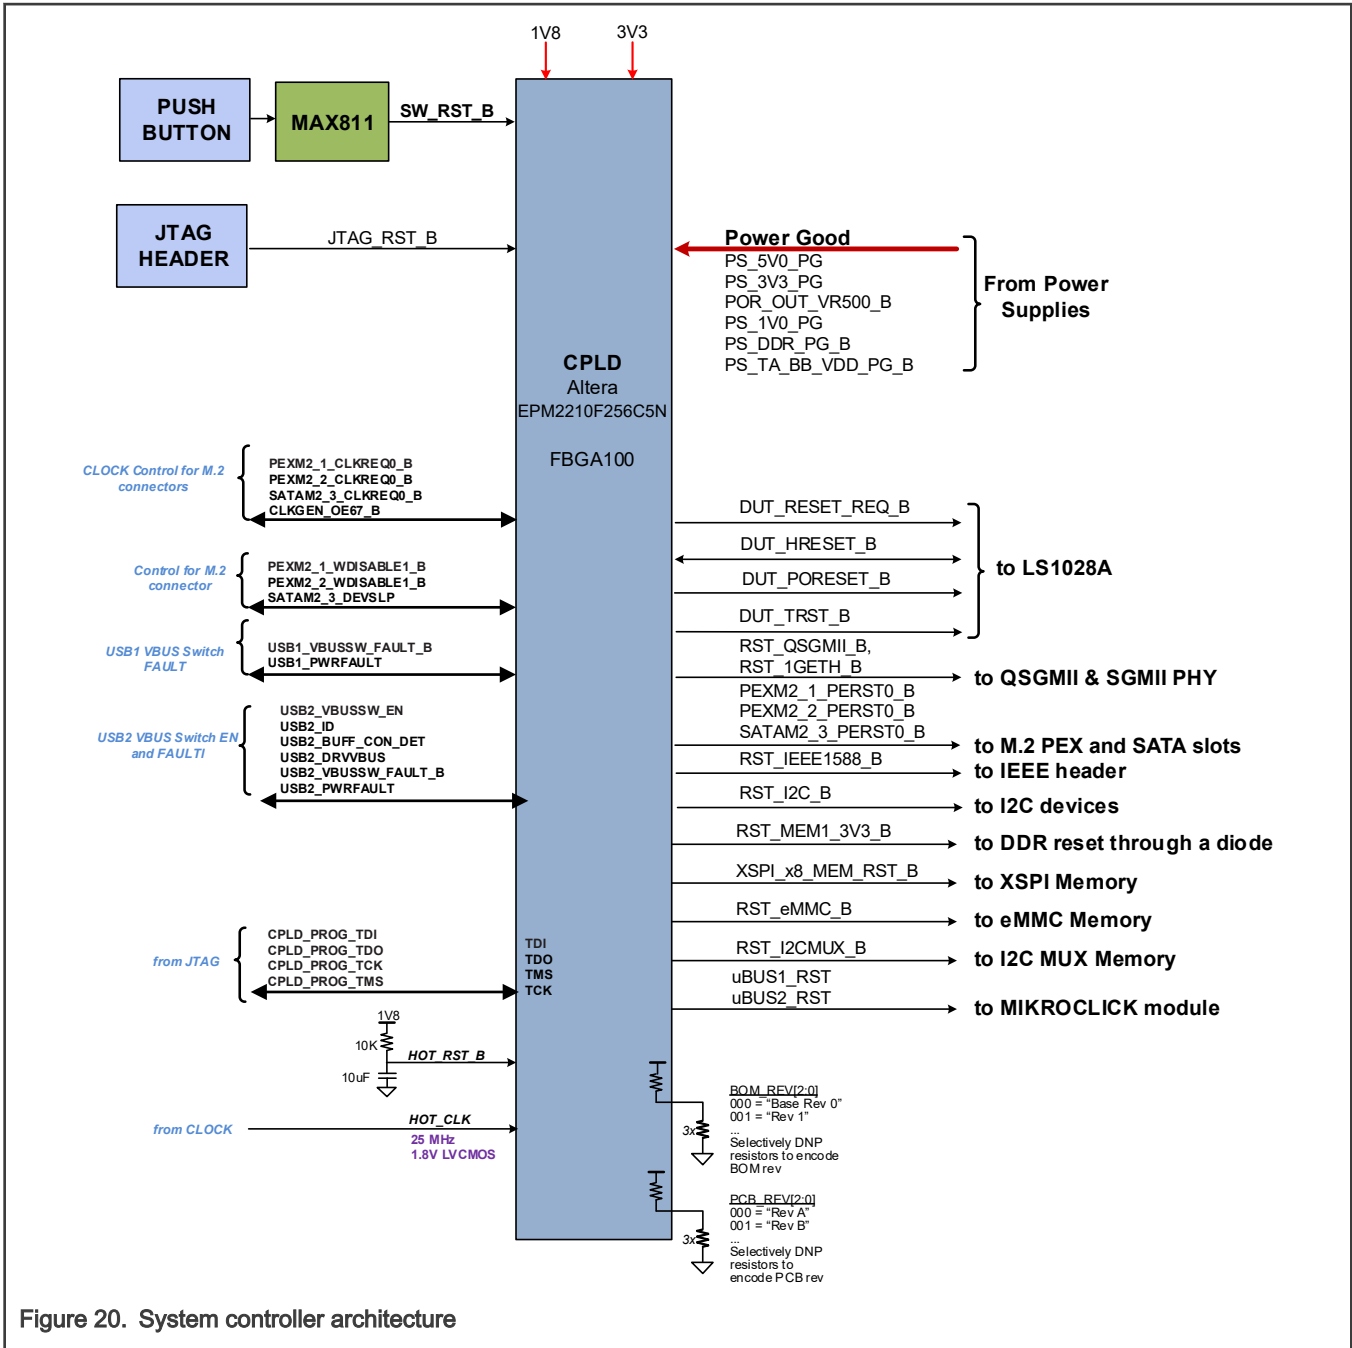 1V8
3V3
PUSH
BUTTON
MAX811
SW_RST_B
JTAG
HEADER
JTAG_RST_B
Power Good
PS_5V0_PG
PS_3V3_PG
POR_OUT_VR500_B
PS_1V0_PG
PS_DDR_PG_B
PS_TA_BB_VDD_PG_B
From Power
Supplies
CPLD
Altera
EPM2210F256C5N
FBGA100
CLOCK Control for M.2
connectors
PEXM2_1_CLKREQ0_B
PEXM2_2_CLKREQ0_B
SATAM2_3_CLKREQ0_B
CLKGEN_OE67_B
Control for M.2
connector
PEXM2_1_WDISABLE1_B
PEXM2_2_WDISABLE1_B
SATAM2_3_DEVSLP
USB1 VBUS Switch
FAULT
USB1_VBUSSW_FAULT_B
USB1_PWRFAULT
USB2 VBUS Switch EN
and FAULTI
USB2_VBUSSW_EN
USB2_ID
USB2_BUFF_CON_DET
USB2_DRVVBUS
USB2_VBUSSW_FAULT_B
USB2_PWRFAULT
DUT_RESET_REQ_B
DUT_HRESET_B
DUT_PORESET_B
DUT_TRST_B
to LS1028A
RST_QSGMII_B,
RST_1GETH_B
to QSGMII & SGMII PHY
PEXM2_1_PERST0_B
PEXM2_2_PERST0_B
SATAM2_3_PERST0_B
to M.2 PEX and SATA slots
RST_IEEE1588_B
to IEEE header
RST_I2C_B
to I2C devices
RST_MEM1_3V3_B
to DDR reset through a diode
XSPI_x8_MEM_RST_B
to XSPI Memory
RST_eMMC_B
to eMMC Memory
RST_I2CMUX_B
to I2C MUX Memory
uBUS1_RST
uBUS2_RST
to MIKROCLICK module
from JTAG
CPLD_PROG_TDI
CPLD_PROG_TDO
CPLD_PROG_TCK
CPLD_PROG_TMS
TDI
TDO
TMS
TCK
1V8
10K
10uF
HOT_RST_B
from CLOCK
HOT_CLK
25 MHz
1.8V LVCMOS
3x
BOM_REV[2:0]
000 = “Base Rev 0”
001 = “Rev 1”
...
Selectively DNP
resistors to encode
BOM rev
3x
PCB_REV[2:0]
000 = “Rev A”
001 = “Rev B”
...
Selectively DNP
resistors to
encode PCB rev
Figure 20. System controller architecture